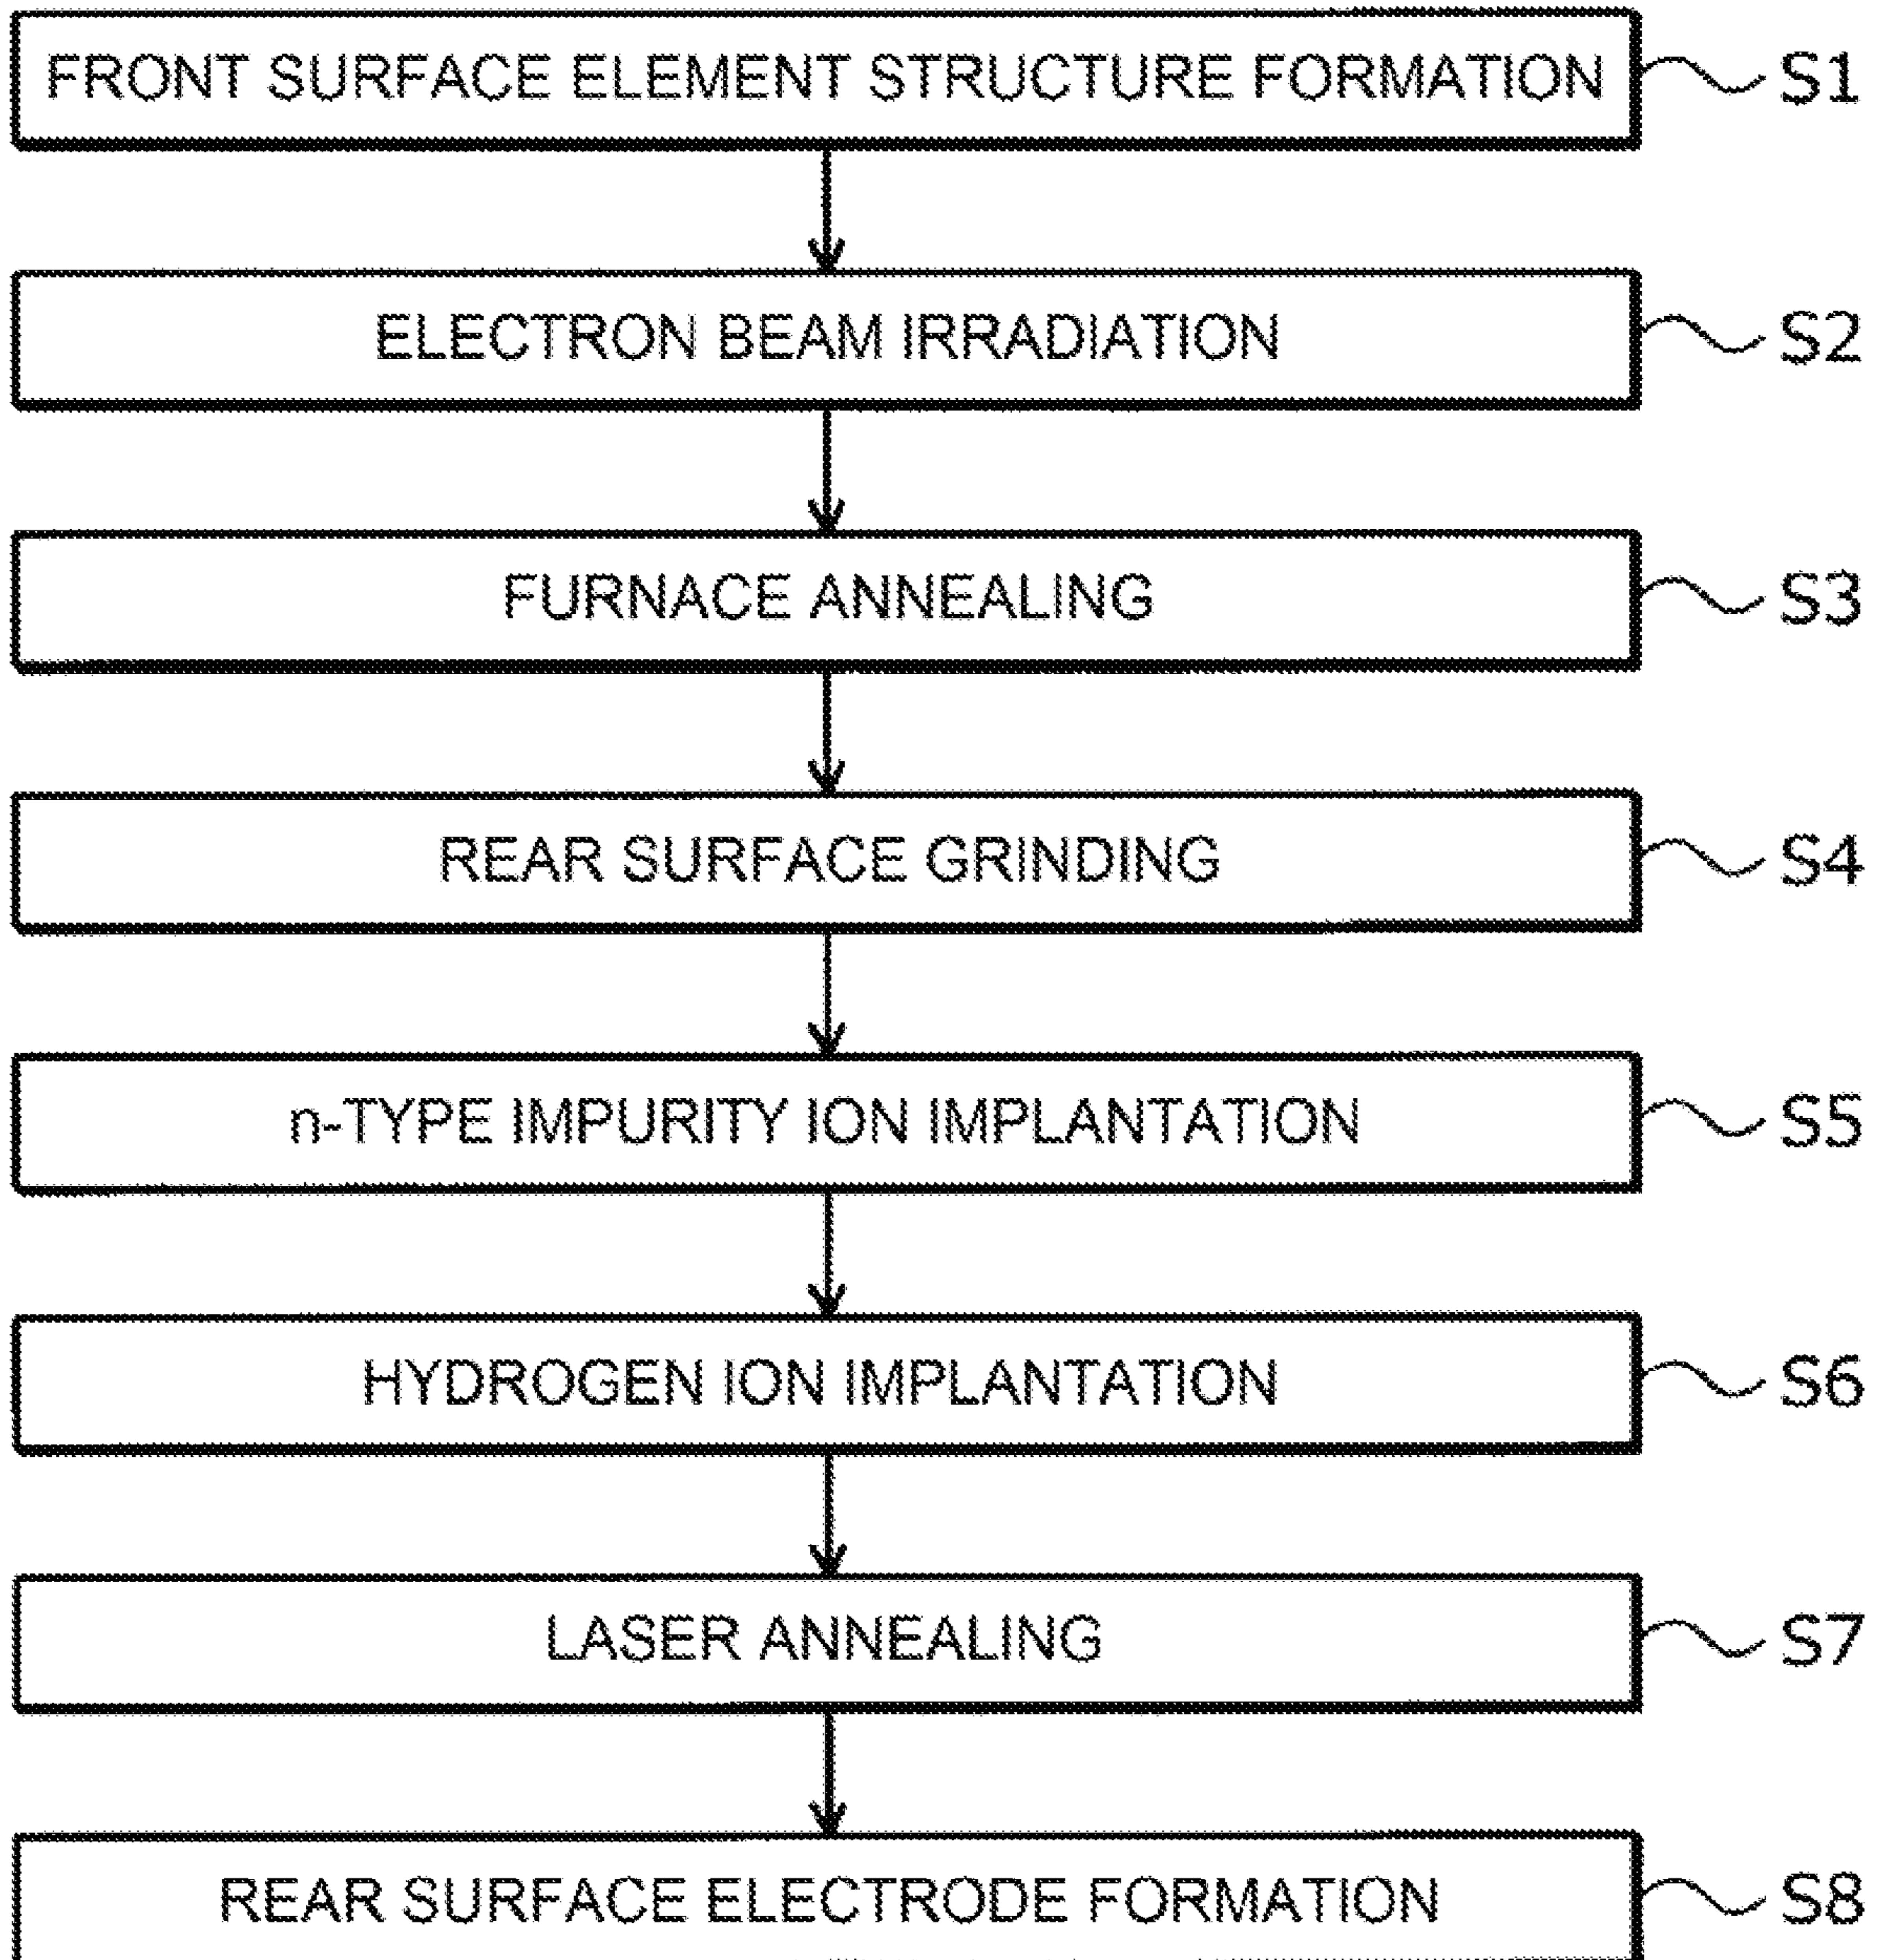 FRONT SURFACE ELEMENT STRUCTURE FORMATION S1
ELECTRON BEAM IRRADIATION S2
FURNACE ANNEALING S3
REAR SURFACE GRINDING S4
n-TYPE IMPURITY ION IMPLANTATION S5
HYDROGEN ION IMPLANTATION S6
LASER ANNEALING S7
REAR SURFACE ELECTRODE FORMATION S8